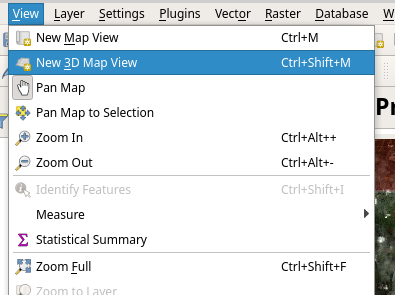 View Layer Settings Plugins Vector Raster Database W
New Map View Ctrl+M
New 3D Map View Ctrl+Shift+M
Pan Map
Pan Map to Selection
Zoom In Ctrl+Alt++
Zoom Out Ctrl+Alt+-
Identify Features Ctrl+Shift+I
Measure
Statistical Summary
Zoom Full Ctrl+Shift+F
Zoom to Layer
Pr